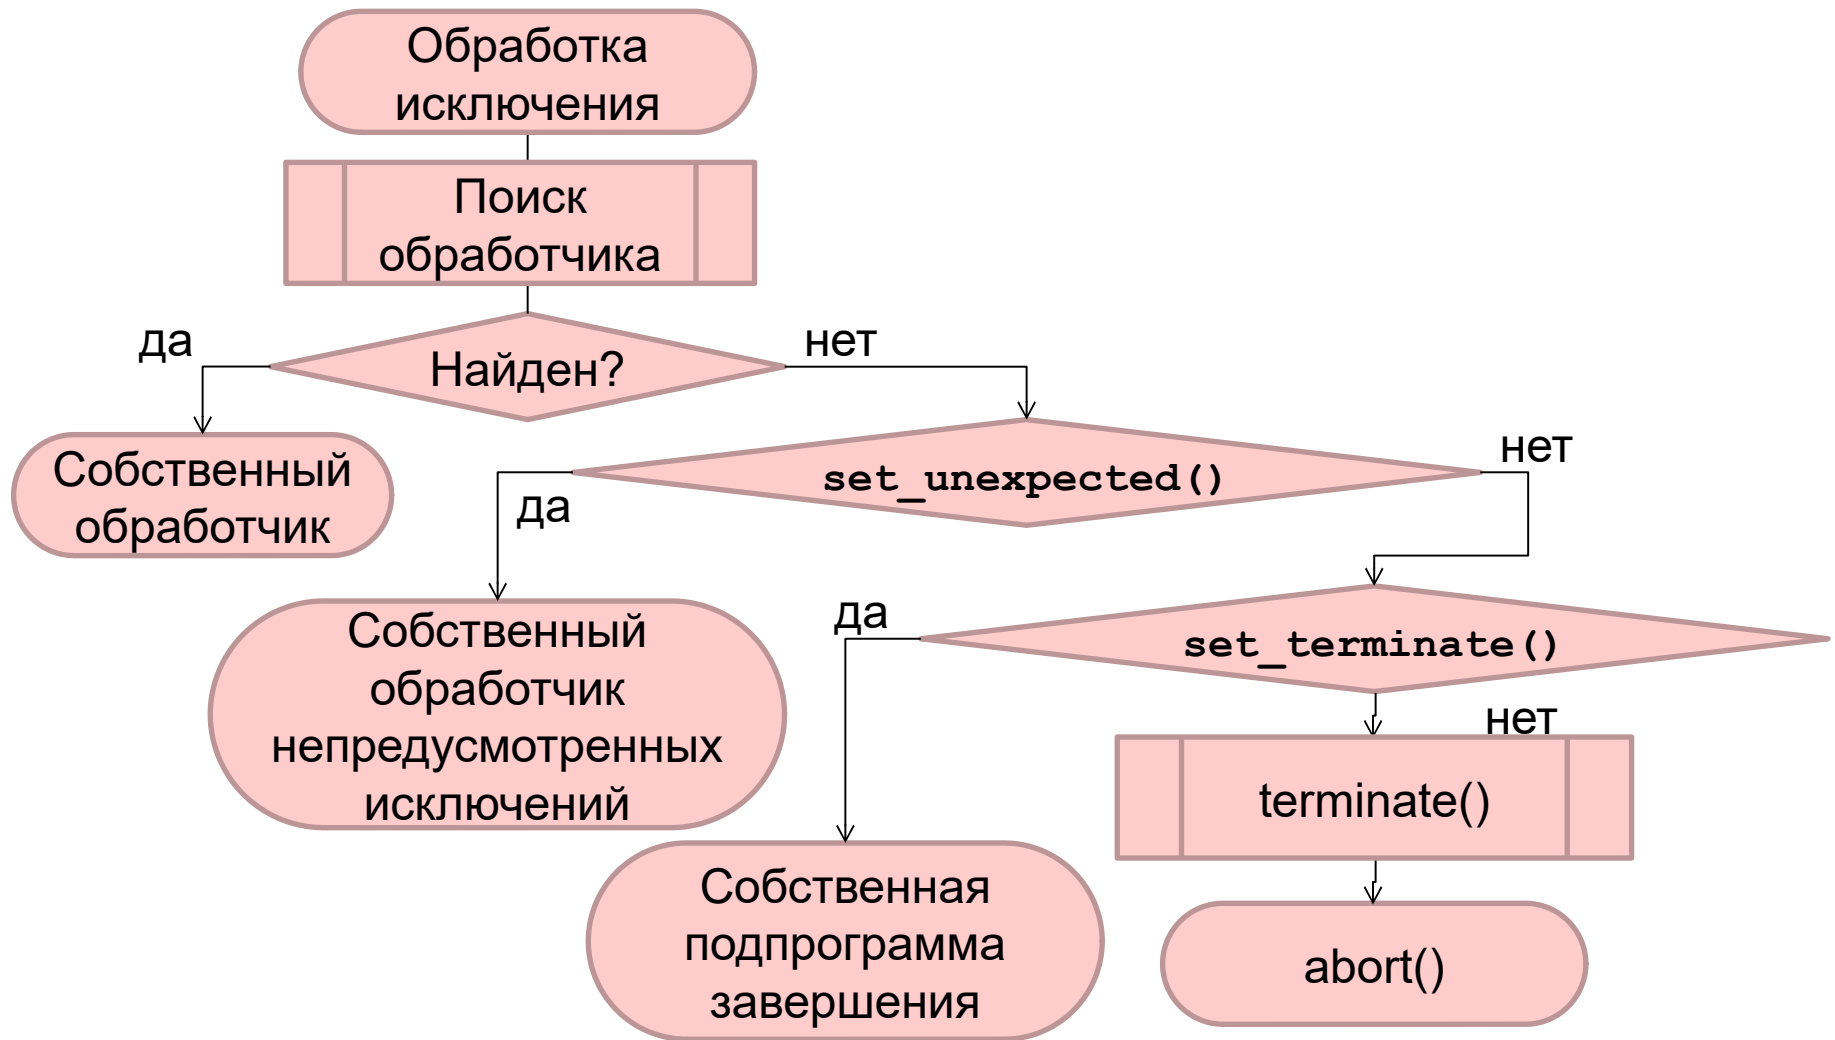 Обработка
исключения
Поиск
обработчика
да
нет
Найден?
Собственный
обработчик
нет
set_unexpected()
да
Собственный
обработчик
непредусмотренных
исключений
да
set_terminate()
нет
terminate()
Собственная
подпрограмма
завершения
abort()